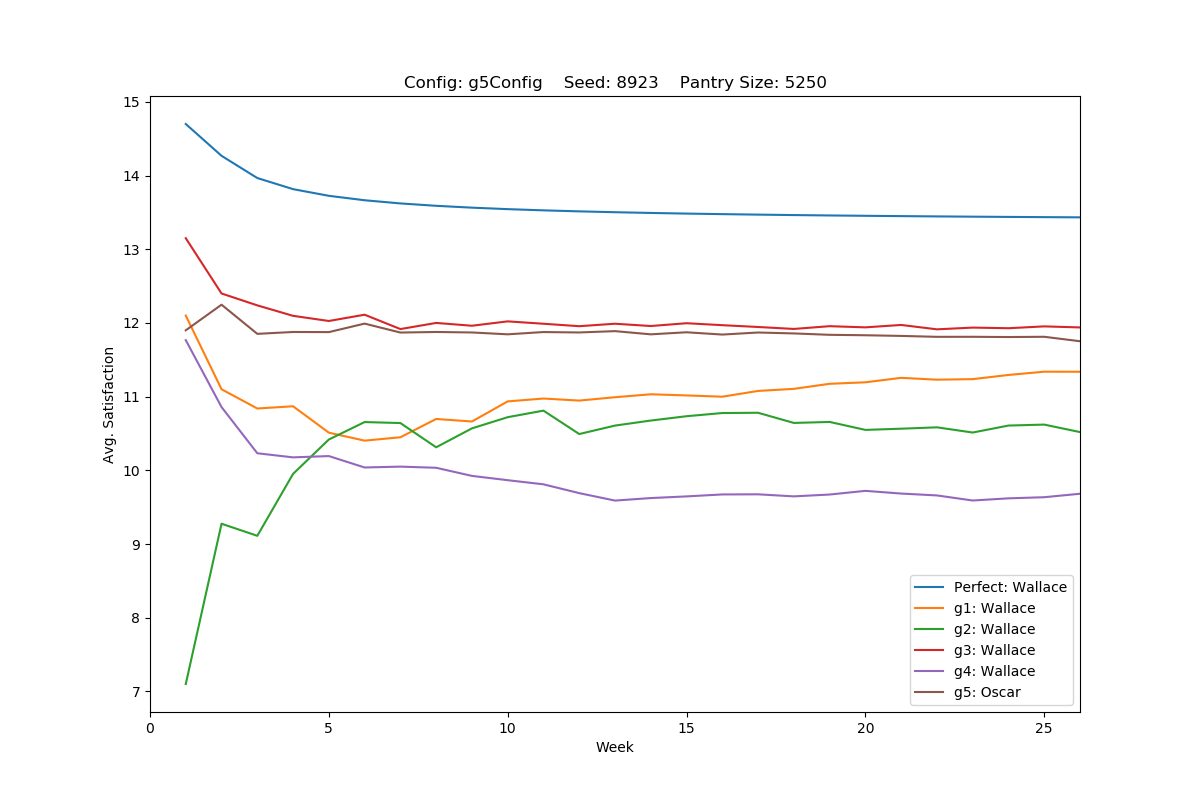 Config: g5Config    Seed: 8923    Pantry Size: 5250
15
14
13
12
11
10
9
8
7
Avg. Satisfaction
Perfect: Wallace
g1: Wallace
g2: Wallace
g3: Wallace
g4: Wallace
g5: Oscar
0 5 10 15 20 25
Week